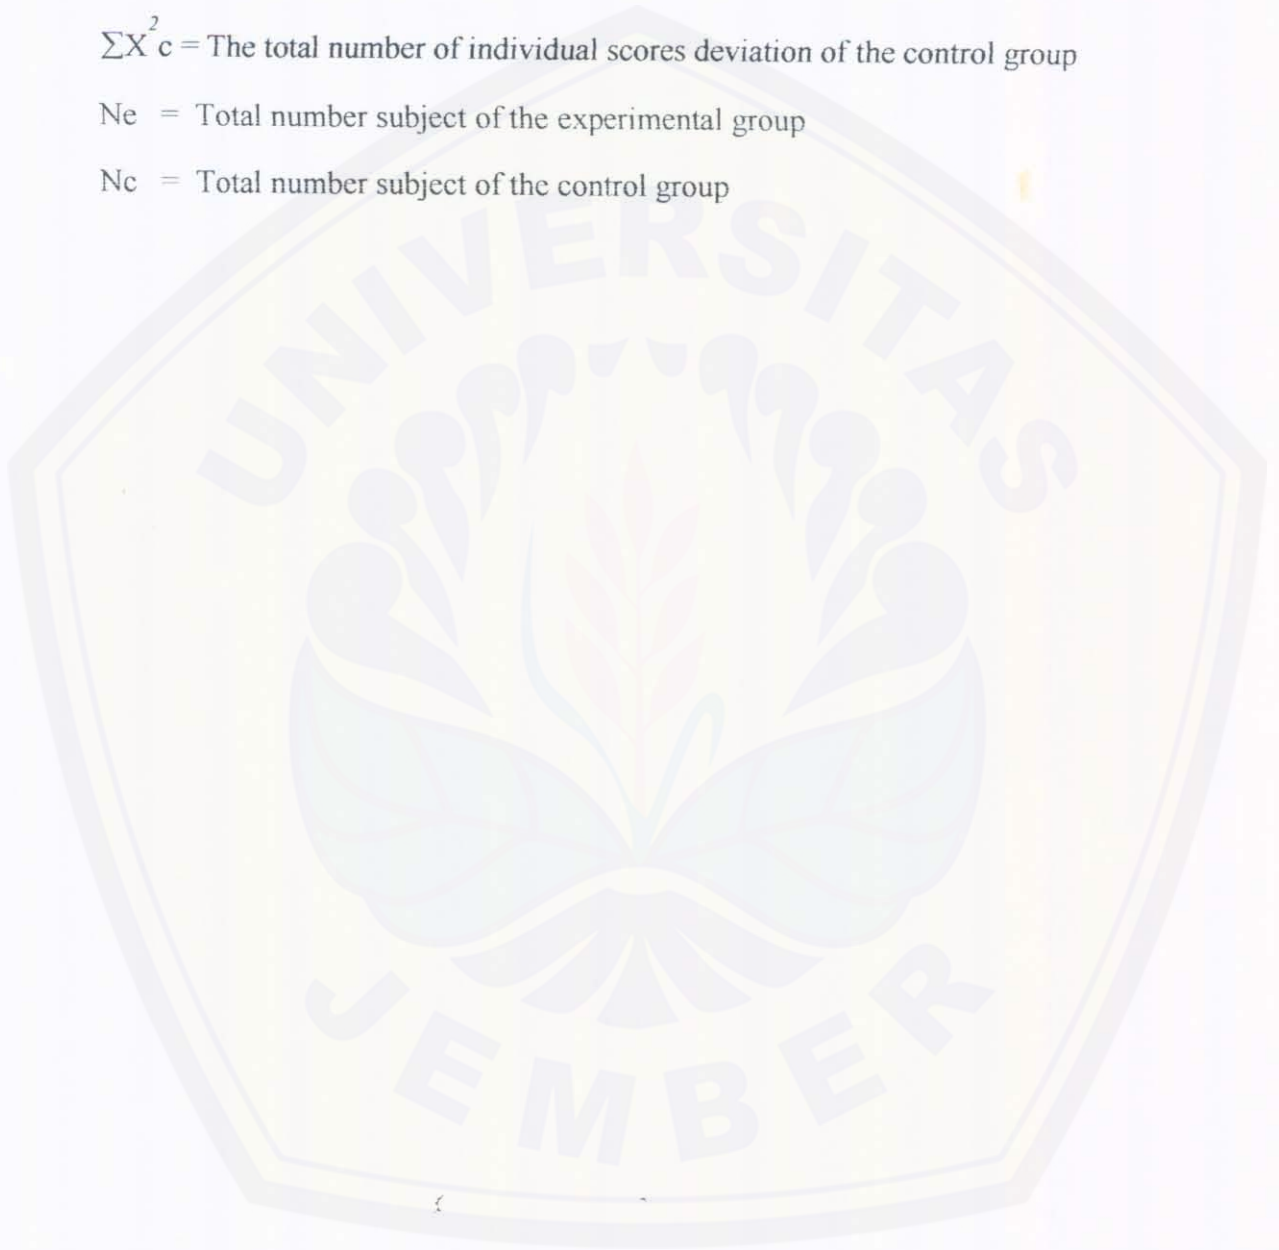 ΣX²c = The total number of individual scores deviation of the control group
Ne = Total number subject of the experimental group
Nc = Total number subject of the control group
UNIVERSITAS
JEMBER